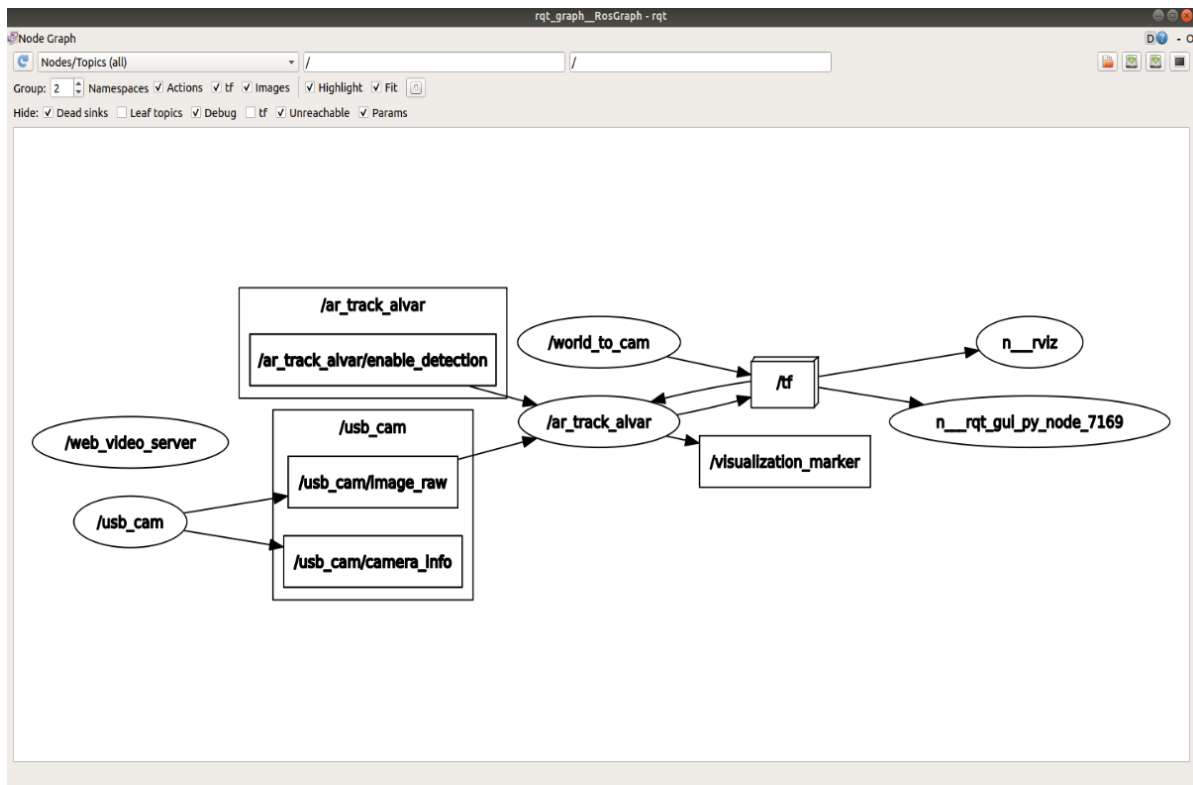 rqt_graph__RosGraph - rqt
Node Graph
D - O
Nodes/Topics (all) / /
Group: 2 Namespaces Actions tf Images Highlight Fit
Hide: Dead sinks Leaf topics Debug tf Unreachable Params
/ar_track_alvar
/ar_track_alvar/enable_detection
/world_to_cam
/tf
n__rviz
/web_video_server
/usb_cam
/ar_track_alvar
n__rqt_gui_py_node_7169
/usb_cam/image_raw
/visualization_marker
/usb_cam
/usb_cam/camera_info